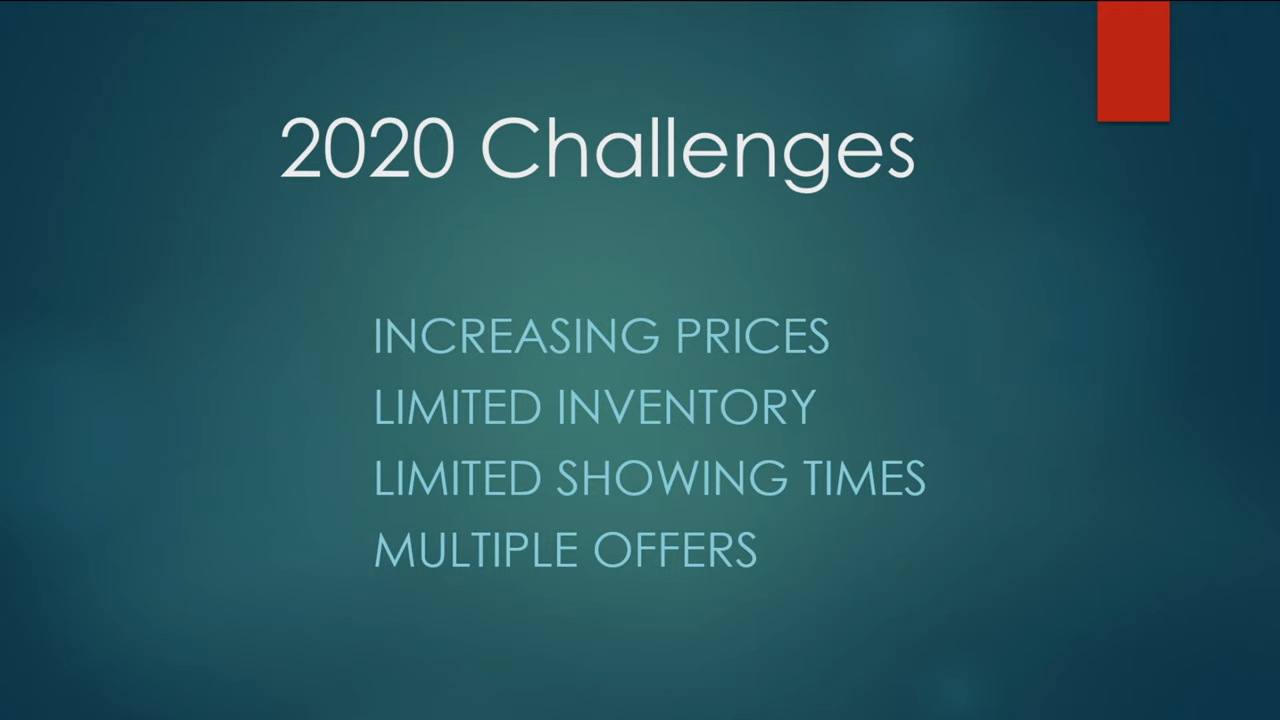 2020 Challenges
INCREASING PRICES
LIMITED INVENTORY
LIMITED SHOWING TIMES
MULTIPLE OFFERS